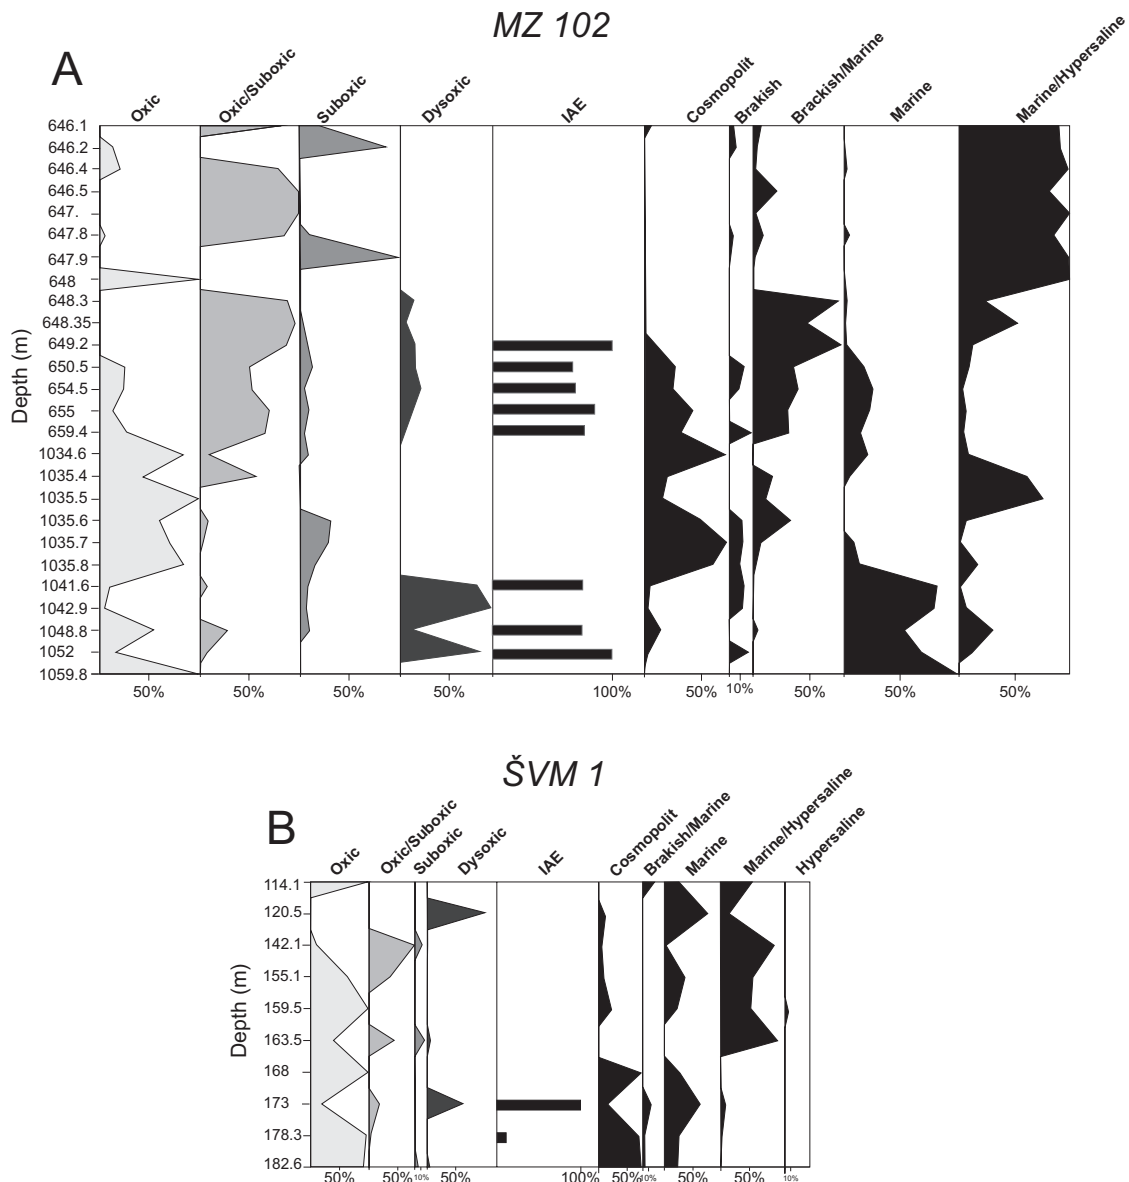 MZ 102
A
Oxic
Oxic/Suboxic
Suboxic
Dysoxic
IAE
Cosmopolit
Brakish
Brackish/Marine
Marine
Marine/Hypersaline
Depth (m)
646.1
646.2
646.4
646.5
647.
647.8
647.9
648
648.3
648.35
649.2
650.5
654.5
655
659.4
1034.6
1035.4
1035.5
1035.6
1035.7
1035.8
1041.6
1042.9
1048.8
1052
1059.8
50% 50% 50% 50% 100% 50% 10% 50% 50% 50%
ŠVM 1
B
Oxic
Oxic/Suboxic
Suboxic
Dysoxic
IAE
Cosmopolit
Brakish/Marine
Marine
Marine/Hypersaline
Hypersaline
Depth (m)
114.1
120.5
142.1
155.1
159.5
163.5
168
173
178.3
182.6
50% 50% 10% 50% 100% 50% 50% 50% 10%